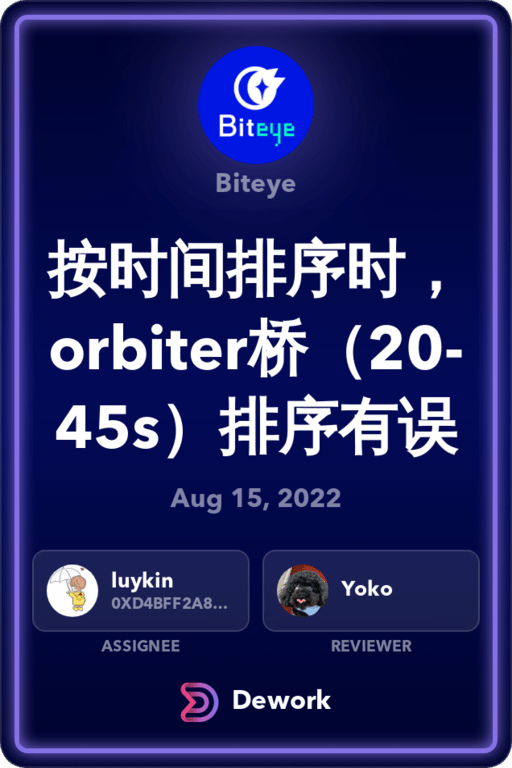 Biteye
Biteye
按时间排序时，
orbiter桥（20-
45s）排序有误
Aug 15, 2022
luykin
0XD4BFF2A8...
Yoko
ASSIGNEE
REVIEWER
Dework